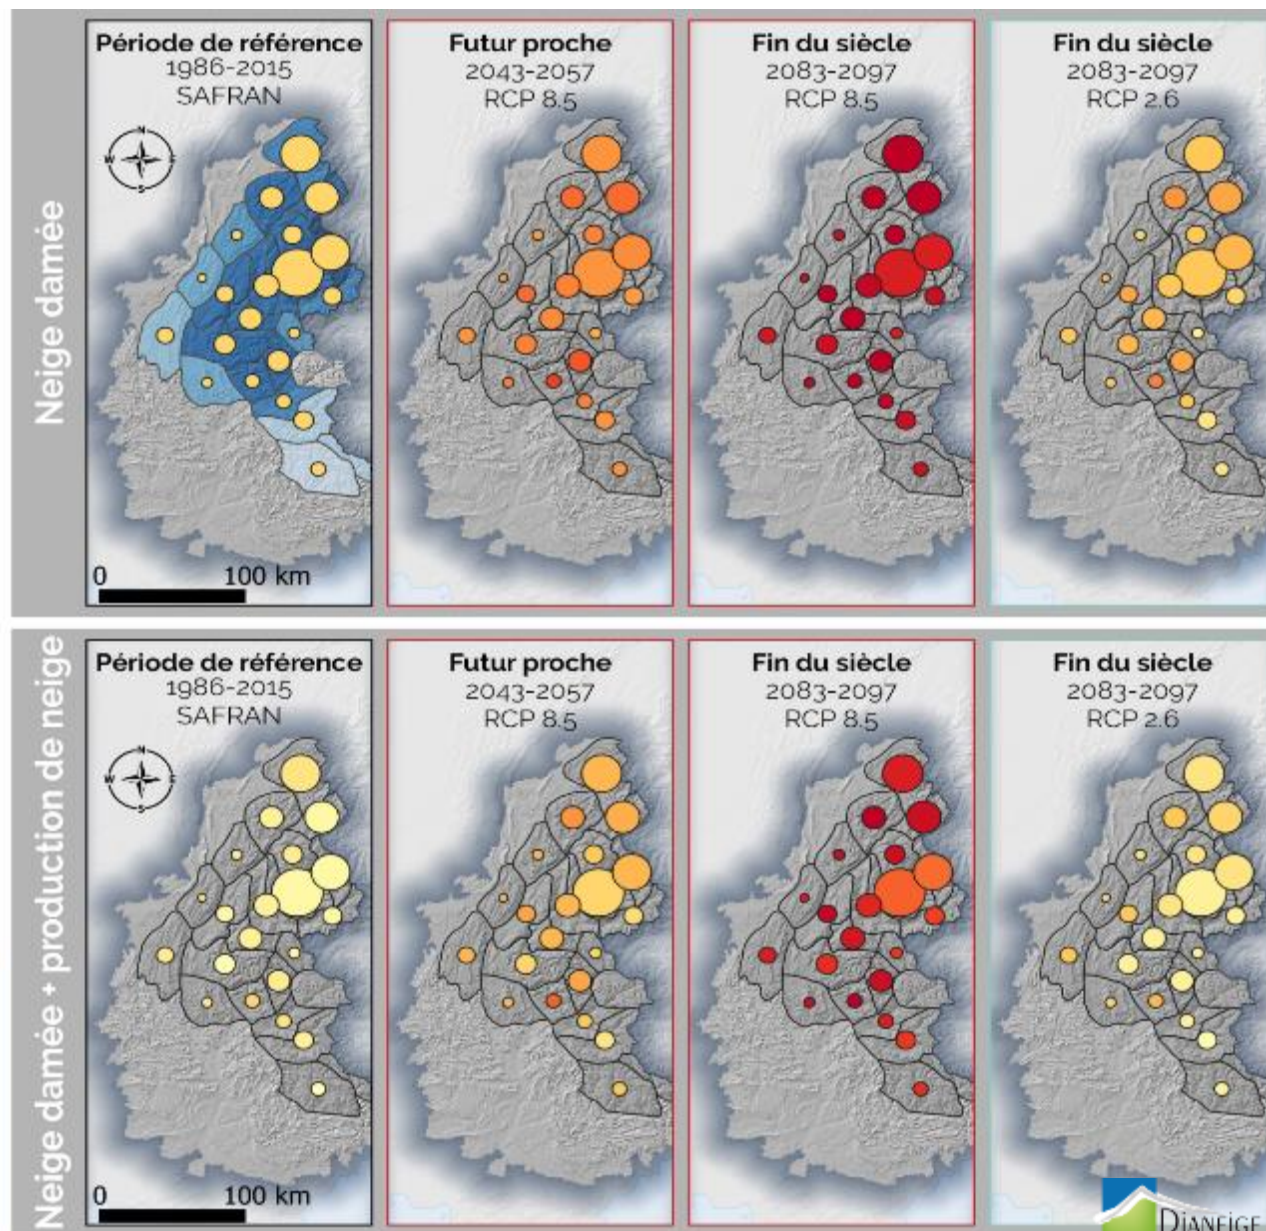 Neige damée
Période de référence
1986-2015
SAFRAN
N
W
E
S
0
100 km
Futur proche
2043-2057
RCP 8.5
Fin du siècle
2083-2097
RCP 8.5
Fin du siècle
2083-2097
RCP 2.6
Neige damée + production de neige
Période de référence
1986-2015
SAFRAN
N
W
E
S
0
100 km
Futur proche
2043-2057
RCP 8.5
Fin du siècle
2083-2097
RCP 8.5
Fin du siècle
2083-2097
RCP 2.6
DIANEIGE